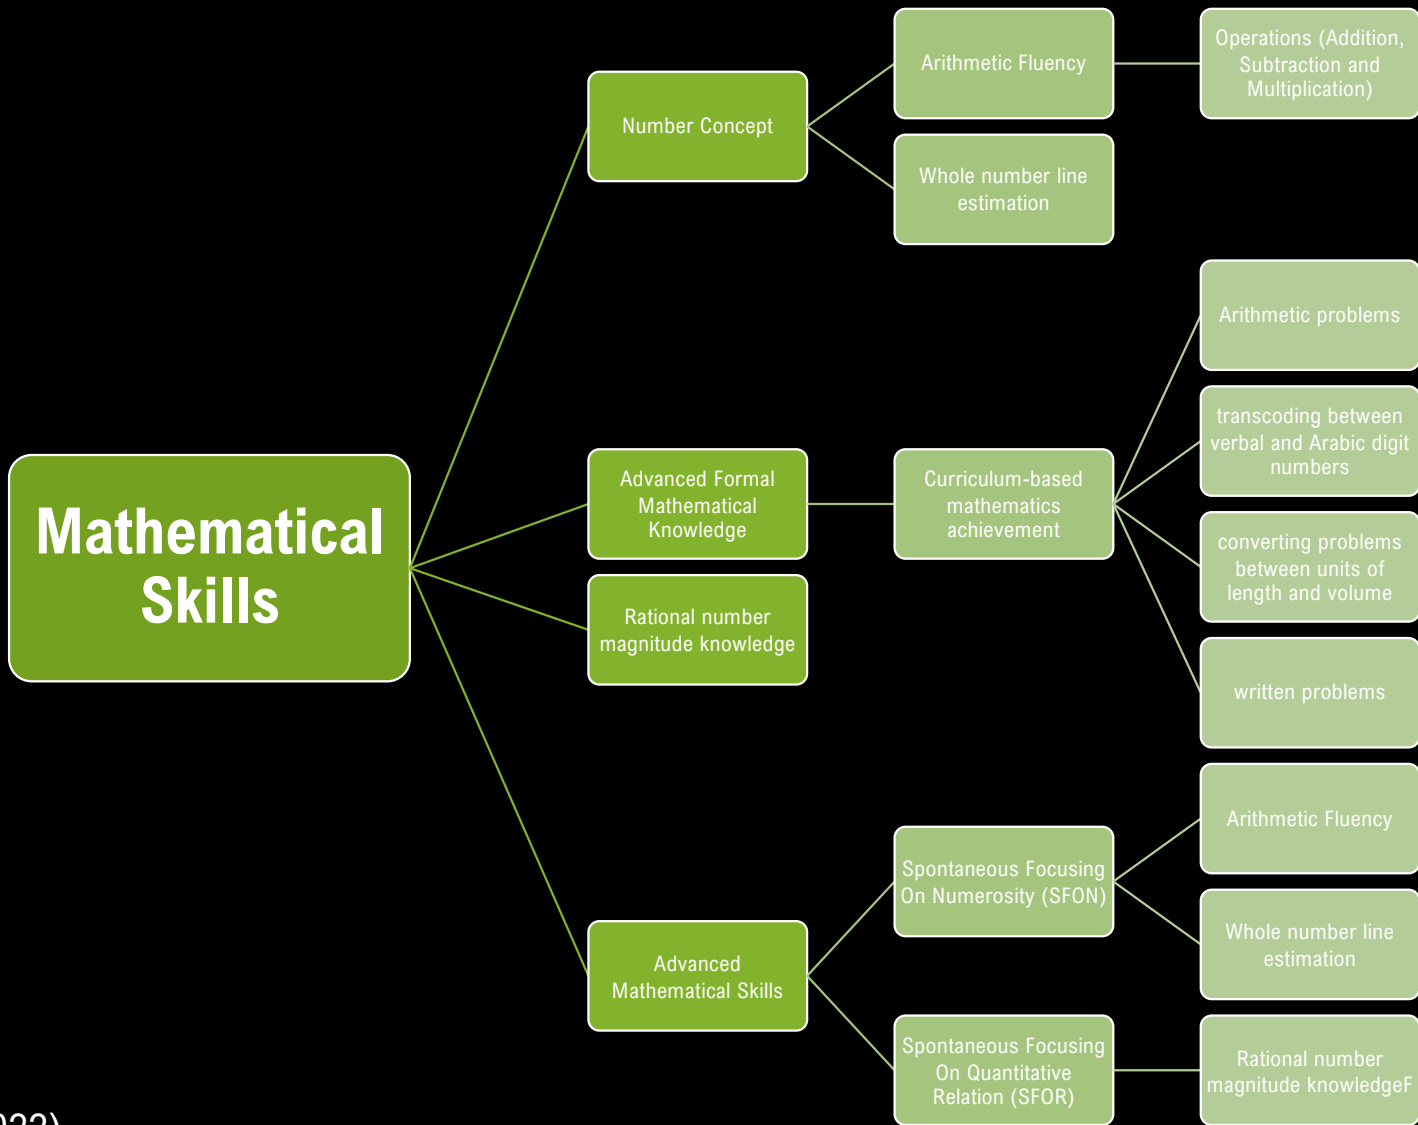 Mathematical
Skills
Number Concept
Arithmetic Fluency
Operations (Addition,
Subtraction and
Multiplication)
Whole number line
estimation
Advanced Formal
Mathematical
Knowledge
Curriculum-based
mathematics
achievement
Arithmetic problems
transcoding between
verbal and Arabic digit
numbers
converting problems
between units of
length and volume
written problems
Rational number
magnitude knowledge
Advanced
Mathematical Skills
Spontaneous Focusing
On Numerosity (SFON)
Arithmetic Fluency
Whole number line
estimation
Spontaneous Focusing
On Quantitative
Relation (SFOR)
Rational number
magnitude knowledgeF